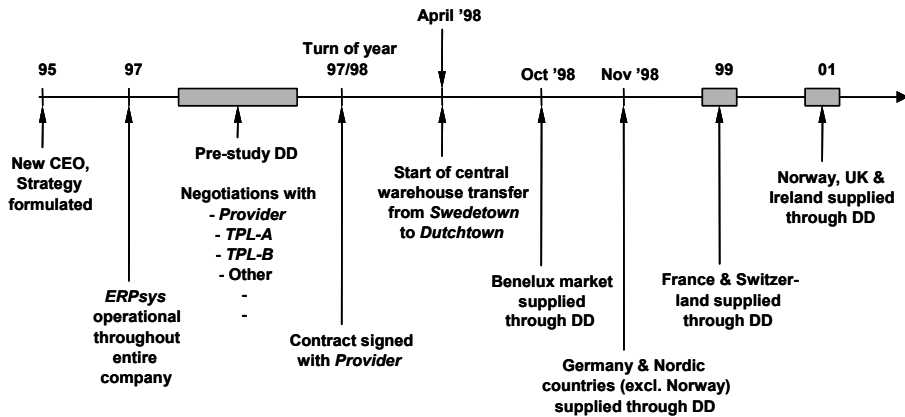 April '98
Turn of year
97/98
95
97
Oct '98
Nov '98
99
01
New CEO,
Strategy
formulated
ERPsys
operational
throughout
entire
company
Pre-study DD
Negotiations with
- Provider
- TPL-A
- TPL-B
- Other
-
-
Contract signed
with Provider
Start of central
warehouse transfer
from Swedetown
to Dutchtown
Benelux market
supplied
through DD
Germany & Nordic
countries (excl. Norway)
supplied through DD
France & Switzer-
land supplied
through DD
Norway, UK &
Ireland supplied
through DD